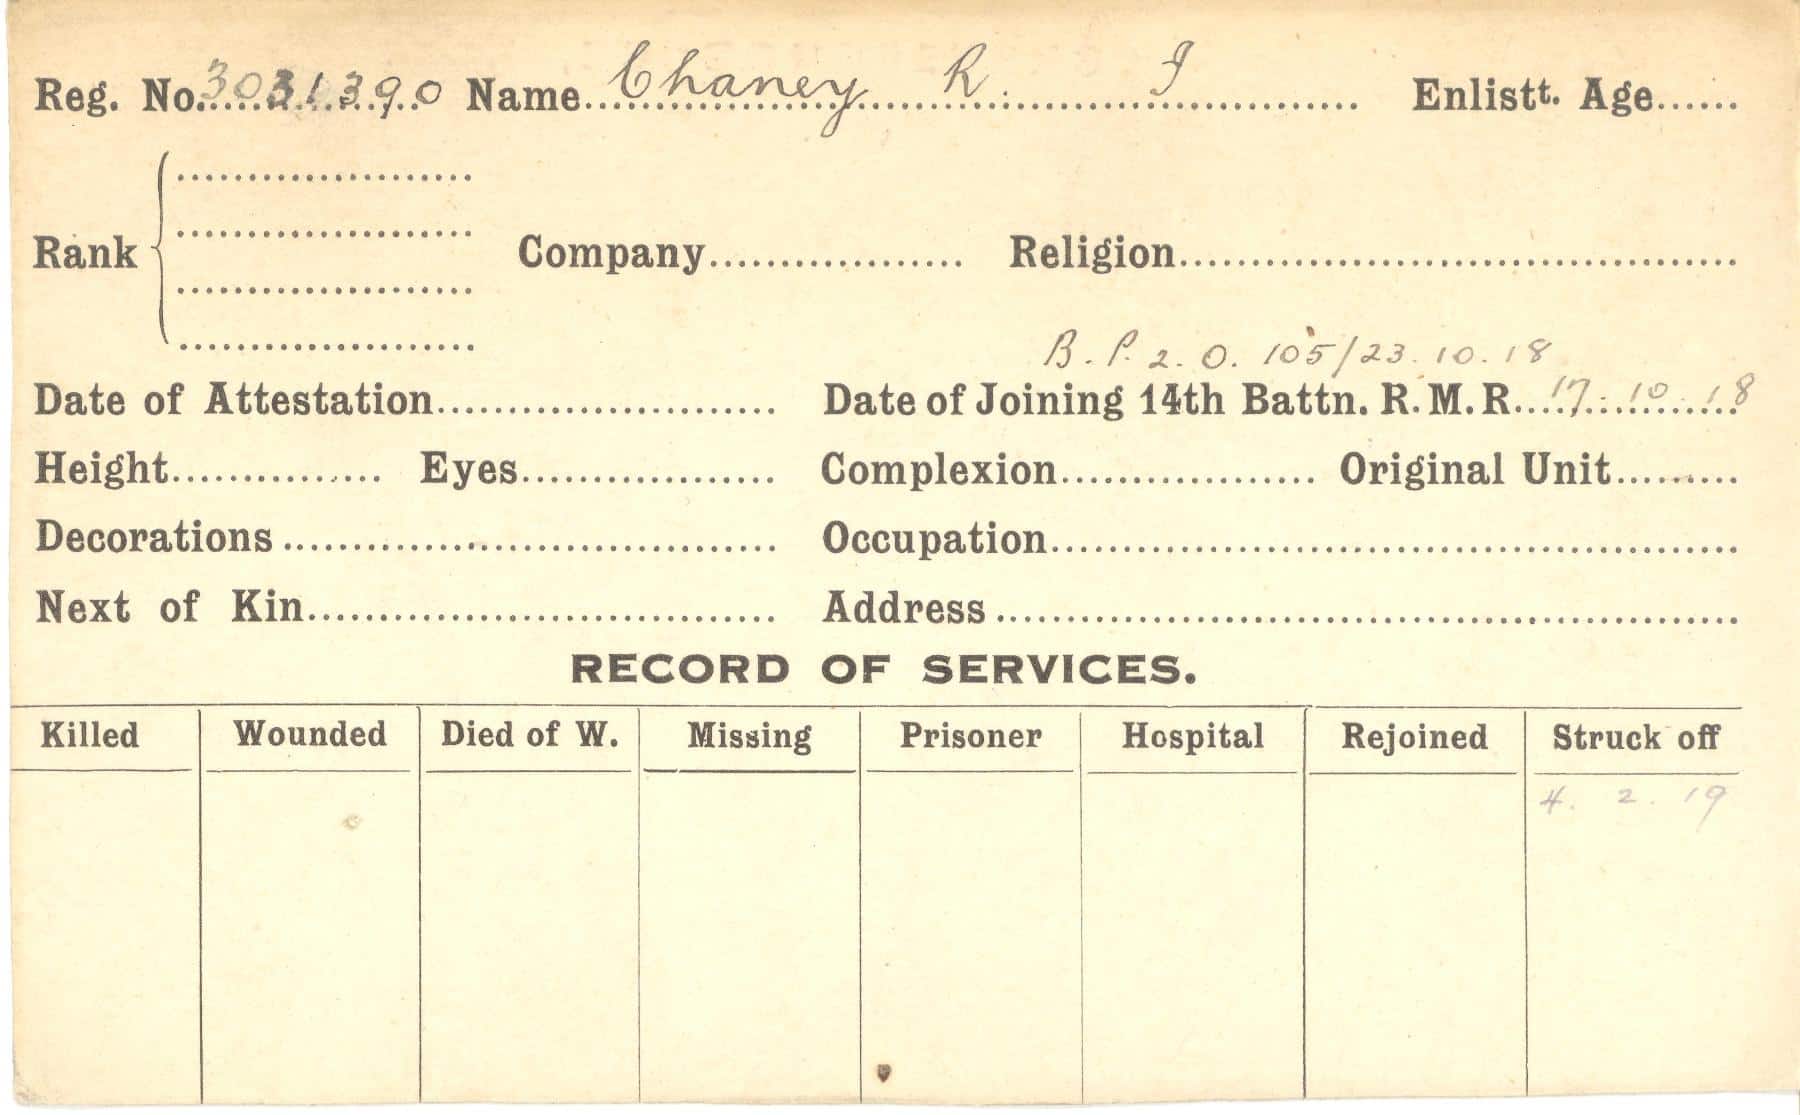 Reg. No. 3031390 Name Chaney R. J Enlistt. Age
Rank Company Religion
B. P. 2. O. 105/23.10.18
Date of Attestation Date of Joining 14th Battn. R.M.R. 17.10.18
Height Eyes Complexion Original Unit
Decorations Occupation
Next of Kin Address
RECORD OF SERVICES.
Killed Wounded Died of W. Missing Prisoner Hospital Rejoined Struck off
4. 2. 19